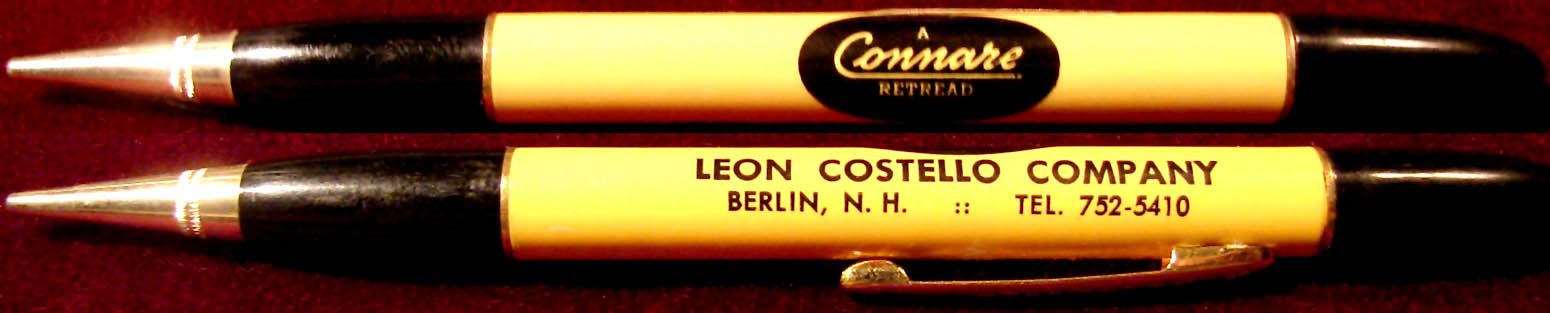 A
Connare
RETREAD
LEON COSTELLO COMPANY
BERLIN, N. H. :: TEL. 752-5410